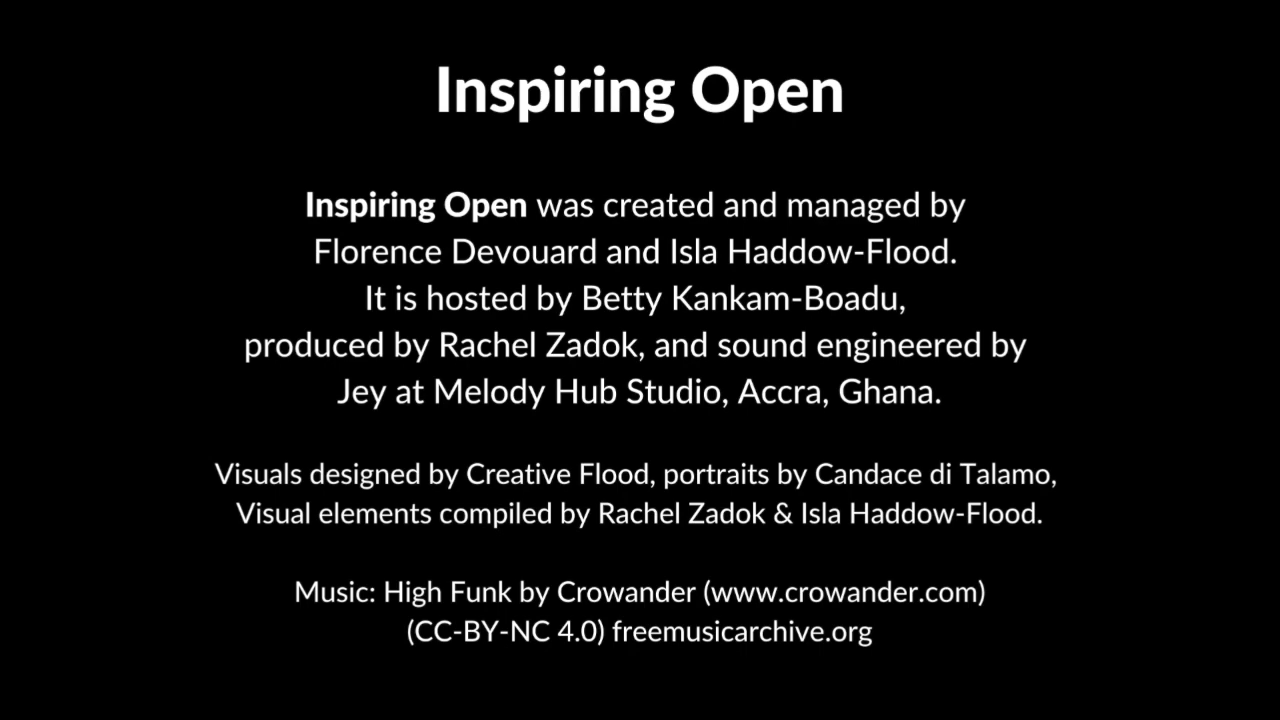 Inspiring Open
Inspiring Open was created and managed by
Florence Devouard and Isla Haddow-Flood.
It is hosted by Betty Kankam-Boadu,
produced by Rachel Zadok, and sound engineered by
Jey at Melody Hub Studio, Accra, Ghana.
Visuals designed by Creative Flood, portraits by Candace di Talamo,
Visual elements compiled by Rachel Zadok & Isla Haddow-Flood.
Music: High Funk by Crowander (www.crowander.com)
(CC-BY-NC 4.0) freemusicarchive.org